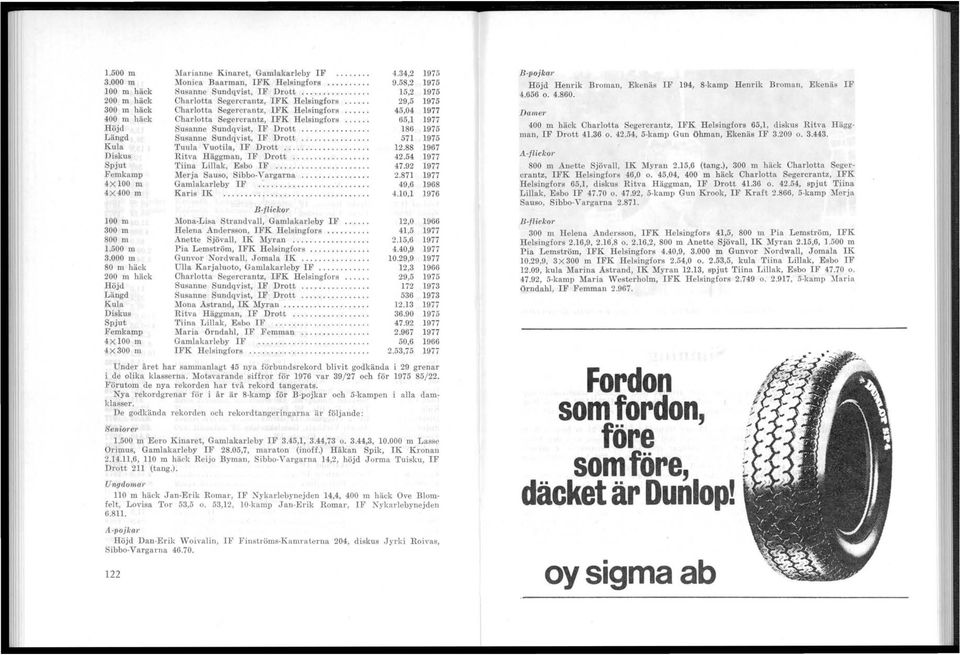 1.500 m Marianne Kinaret, Gamlakarleby IF ........ 4.34,2 1975
3.000 m Monica Baarman, IFK Helsingfors .......... 9.58,2 1975
100 m häck Susanne Sundqvist, IF Drott ................ 15,2 1975
200 m häck Charlotta Segercrantz, IFK Helsingfors ...... 29,5 1975
300 m häck Charlotta Segercrantz, IFK Helsingfors ...... 45,04 1977
400 m häck Charlotta Segercrantz, IFK Helsingfors ...... 65,1 1977
Höjd Susanne Sundqvist, IF Drott ................ 186 1975
Längd Susanne Sundqvist, IF Drott ................ 571 1975
Kula Tuula Vuotila, IF Drott .................... 12.88 1967
Diskus Ritva Häggman, IF Drott .................. 42.54 1977
Spjut Tiina Lillak, Esbo IF ...................... 47.92 1977
Femkamp Merja Sauso, Sibbo-Vargarna ................ 2.871 1977
4×100 m Gamlakarleby IF .......................... 49,6 1968
4×400 m Karis IK .................................. 4.10,1 1976
B-flickor
100 m Mona-Lisa Strandvall, Gamlakarleby IF ...... 12,0 1966
300 m Helena Andersson, IFK Helsingfors .......... 41,5 1977
800 m Anette Sjövall, IK Myran .................. 2.15,6 1977
1.500 m Pia Lemström, IFK Helsingfors .............. 4.40,9 1977
3.000 m Gunvor Nordwall, Jomala IK ................ 10.29,9 1977
80 m häck Ulla Karjaluoto, Gamlakarleby IF ............ 12,3 1966
200 m häck Charlotta Segercrantz, IFK Helsingfors ...... 29,5 1975
Höjd Susanne Sundqvist, IF Drott ................ 172 1973
Längd Susanne Sundqvist, IF Drott ................ 536 1973
Kula Mona Åstrand, IK Myran .................... 12.13 1977
Diskus Ritva Häggman, IF Drott .................. 36.90 1975
Spjut Tiina Lillak, Esbo IF ...................... 47.92 1977
Femkamp Maria Örndahl, IF Femman ................ 2.967 1977
4×100 m Gamlakarleby IF .......................... 50,6 1966
4×300 m IFK Helsingfors ............................ 2.53,75 1977
Under året har sammanlagt 45 nya förbundsrekord blivit godkända i 29 grenar
i de olika klasserna. Motsvarande siffror för 1976 var 39/27 och för 1975 85/22.
Förutom de nya rekorden har två rekord tangerats.
Nya rekordgrenar för i år är 8-kamp för B-pojkar och 5-kampen i alla dam-
klasser.
De godkända rekorden och rekordtangeringarna är följande:
Seniorer
1.500 m Eero Kinaret, Gamlakarleby IF 3.45,1, 3.44,73 o. 3.44,3, 10.000 m Lasse
Orimus, Gamlakarleby IF 28.05,7, maraton (inoff.) Håkan Spik, IK Kronan
2.14.11,6, 110 m häck Reijo Byman, Sibbo-Vargarna 14,2, höjd Jorma Tuisku, IF
Drott 211 (tang.).
Ungdomar
110 m häck Jan-Erik Romar, IF Nykarlebynejden 14,4, 400 m häck Ove Blom-
felt, Lovisa Tor 53,5 o. 53,12, 10-kamp Jan-Erik Romar, IF Nykarlebynejden
6.811.
A-pojkar
Höjd Dan-Erik Woivalin, IF Finströms-Kamraterna 204, diskus Jyrki Roivas,
Sibbo-Vargarna 46.70.
122
B-pojkar
Höjd Henrik Broman, Ekenäs IF 194, 8-kamp Henrik Broman, Ekenäs IF
4.656 o. 4.860.
Damer
400 m häck Charlotta Segercrantz, IFK Helsingfors 65,1, diskus Ritva Hägg-
man, IF Drott 41.36 o. 42.54, 5-kamp Gun Öhman, Ekenäs IF 3.209 o. 3.443.
A-flickor
800 m Anette Sjövall, IK Myran 2.15,6 (tang.), 300 m häck Charlotta Seger-
crantz, IFK Helsingfors 46,0 o. 45,04, 400 m häck Charlotta Segercrantz, IFK
Helsingfors 65,1, diskus Ritva Häggman, IF Drott 41.36 o. 42.54, spjut Tiina
Lillak, Esbo IF 47.70 o. 47.92, 5-kamp Gun Krook, IF Kraft 2.866, 5-kamp Merja
Sauso, Sibbo-Vargarna 2.871.
B-flickor
300 m Helena Andersson, IFK Helsingfors 41,5, 800 m Pia Lemström, IFK
Helsingfors 2.16,9, 2.16,8 o. 2.16,2, 800 m Anette Sjövall, IK Myran 2.15,6, 1.500 m
Pia Lemström, IFK Helsingfors 4.40,9, 3.000 m Gunvor Nordwall, Jomala IK
10.29,9, 3×300 m IFK Helsingfors 2.54,0 o. 2.53,5, kula Tiina Lillak, Esbo IF
12.09, kula Marina Åstrand, IK Myran 12.13, spjut Tiina Lillak, Esbo IF 47.70 o.
47.92, 5-kamp Maria Westerholm, IFK Helsingfors 2.749 o. 2.917, 5-kamp Maria
Örndahl, IF Femman 2.967.
Fordon
som fordon,
före
som före,
däcket är Dunlop!
oy sigma ab
DUNLOP